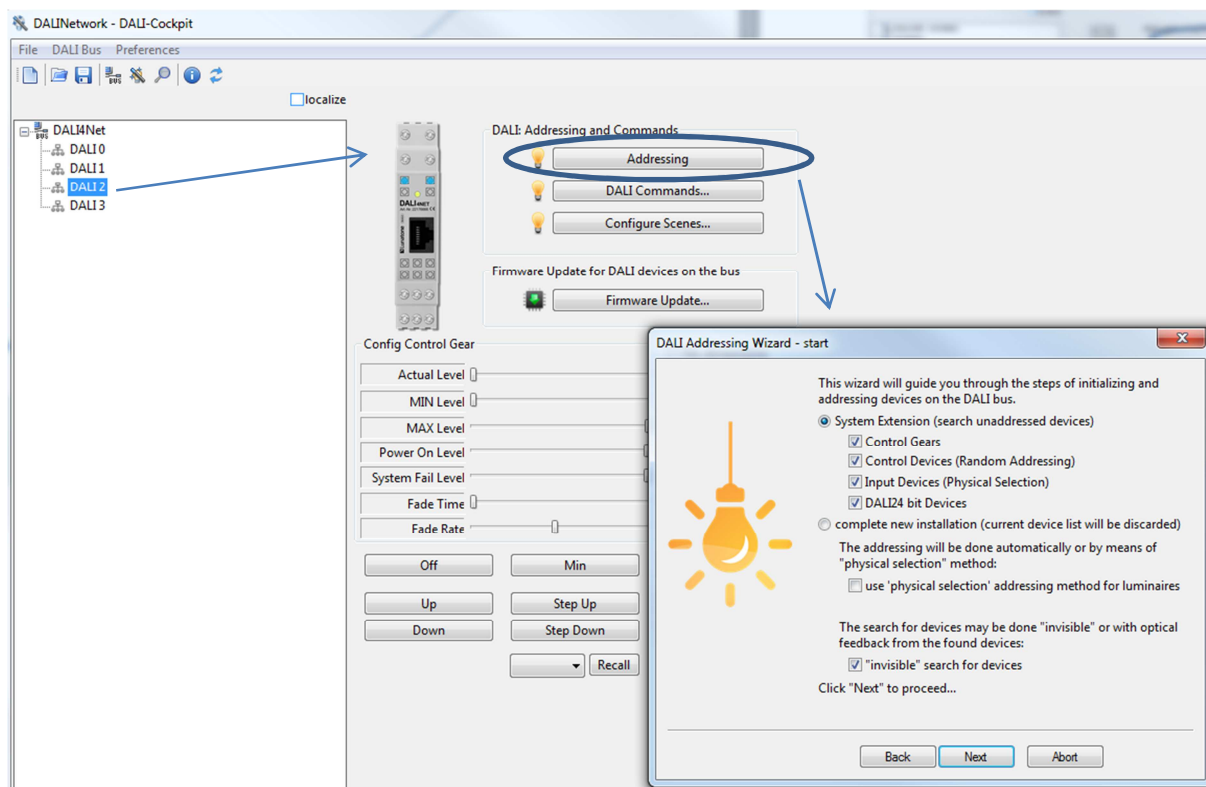 DALINetwork - DALI-Cockpit
File DALI Bus Preferences
BUS
localize
BUS DALI4Net
DALI 0
DALI 1
DALI 2
DALI 3
DALI: Addressing and Commands
Addressing
DALI Commands...
Configure Scenes...
DALI4NET
Lunatone
Firmware Update for DALI devices on the bus
Firmware Update...
Config Control Gear
Actual Level
MIN Level
MAX Level
Power On Level
System Fail Level
Fade Time
Fade Rate
Off Min
Up Step Up
Down Step Down
Recall
DALI Addressing Wizard - start
This wizard will guide you through the steps of initializing and
addressing devices on the DALI bus.
System Extension (search unaddressed devices)
Control Gears
Control Devices (Random Addressing)
Input Devices (Physical Selection)
DALI24 bit Devices
complete new installation (current device list will be discarded)
The addressing will be done automatically or by means of
"physical selection" method:
use 'physical selection' addressing method for luminaires
The search for devices may be done "invisible" or with optical
feedback from the found devices:
"invisible" search for devices
Click "Next" to proceed...
Back Next Abort